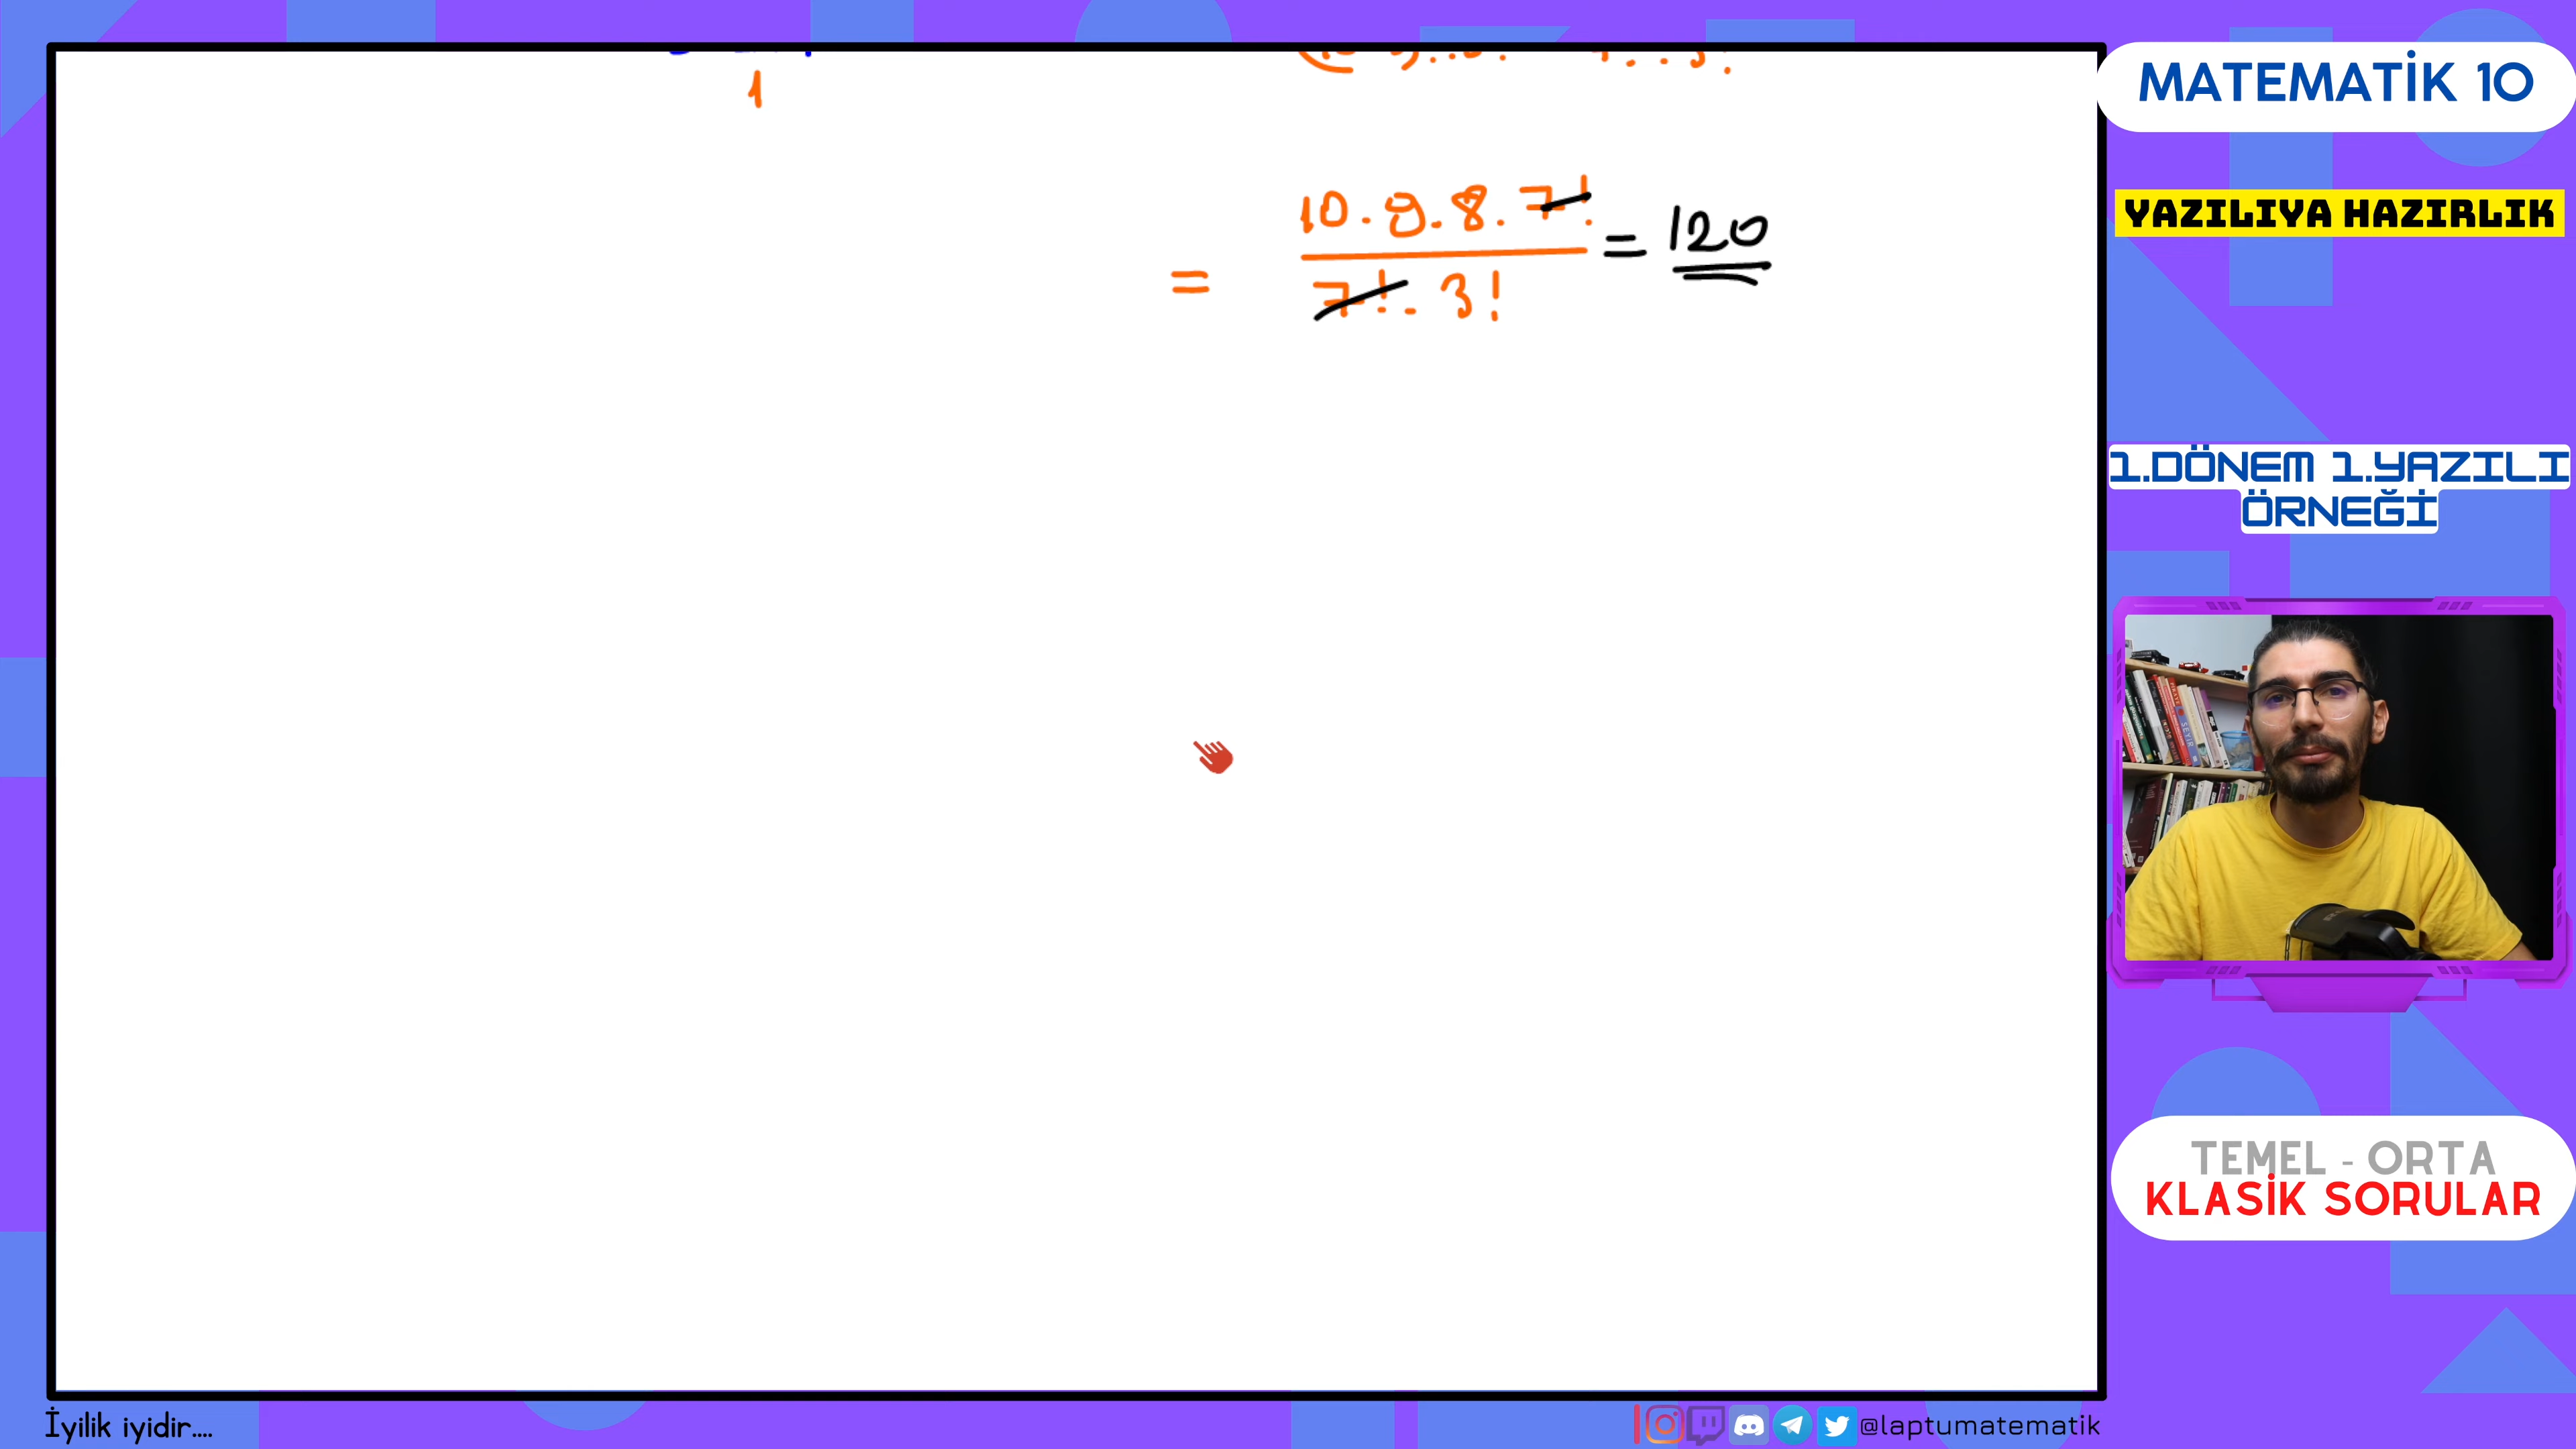 1
10.9.8.7!
= 7!.3! = 120
MATEMATİK 10
YAZILIYA HAZIRLIK
1.DÖNEM 1.YAZILI
ÖRNEĞİ
TEMEL - ORTA
KLASİK SORULAR
İyilik iyidir....
@laptumatematik